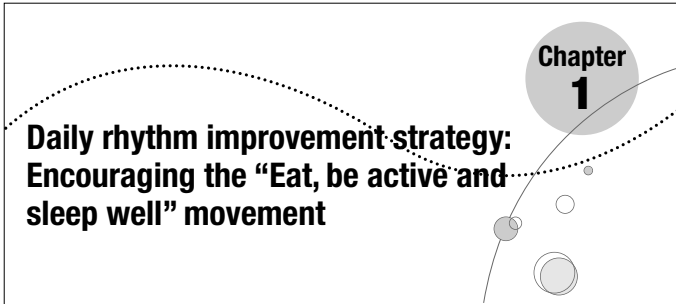 Chapter
1
Daily rhythm improvement strategy:
Encouraging the “Eat, be active and
sleep well” movement